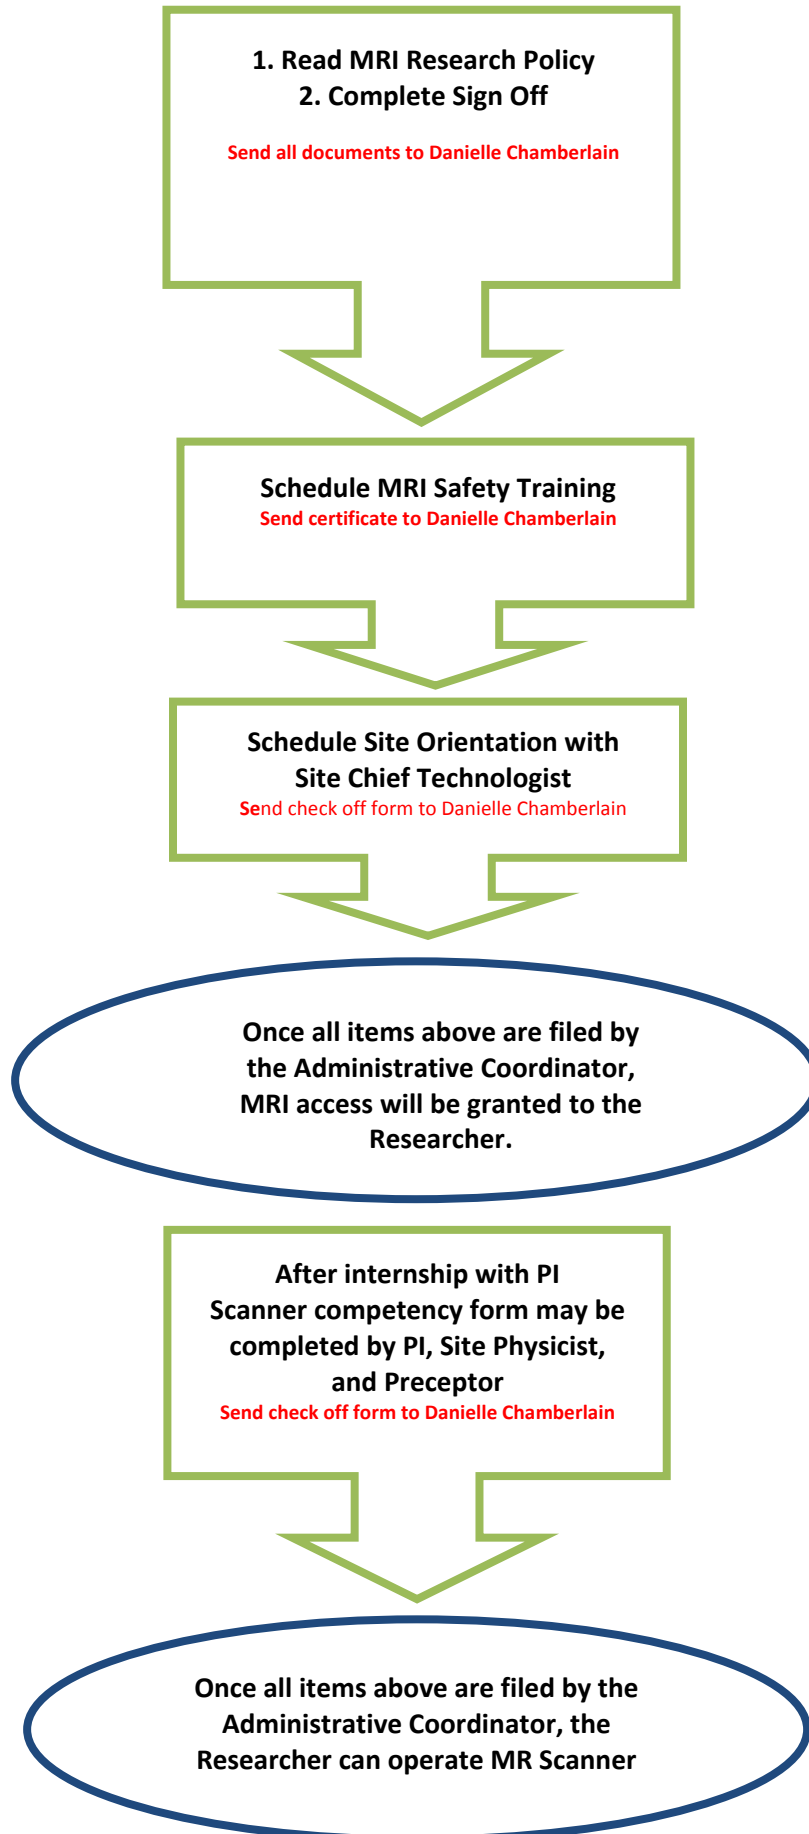 1. Read MRI Research Policy
2. Complete Sign Off
Send all documents to Danielle Chamberlain
Schedule MRI Safety Training
Send certificate to Danielle Chamberlain
Schedule Site Orientation with
Site Chief Technologist
Send check off form to Danielle Chamberlain
Once all items above are filed by
the Administrative Coordinator,
MRI access will be granted to the
Researcher.
After internship with PI
Scanner competency form may be
completed by PI, Site Physicist,
and Preceptor
Send check off form to Danielle Chamberlain
Once all items above are filed by the
Administrative Coordinator, the
Researcher can operate MR Scanner